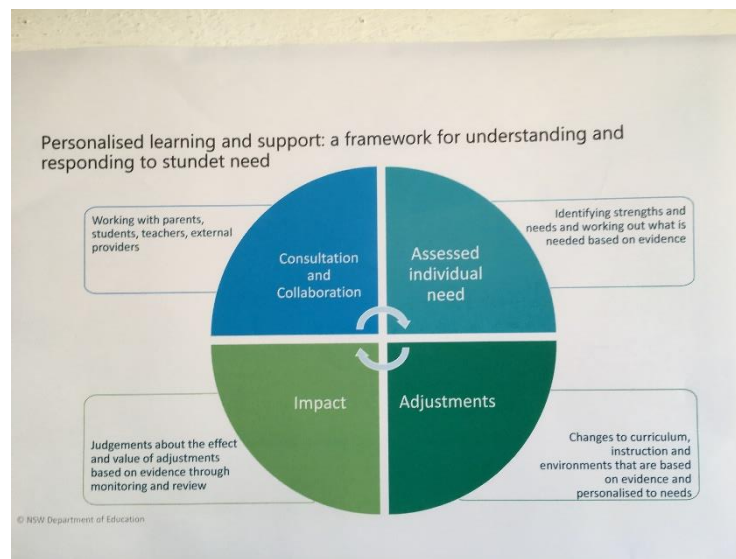 Personalised learning and support: a framework for understanding and
responding to stundet need
Working with parents,
students, teachers, external
providers
Consultation
and
Collaboration
Assessed
individual
need
Identifying strengths and
needs and working out what is
needed based on evidence
Impact
Adjustments
Judgements about the effect
and value of adjustments
based on evidence through
monitoring and review
Changes to curriculum,
instruction and
environments that are based
on evidence and
personalised to needs
© NSW Department of Education